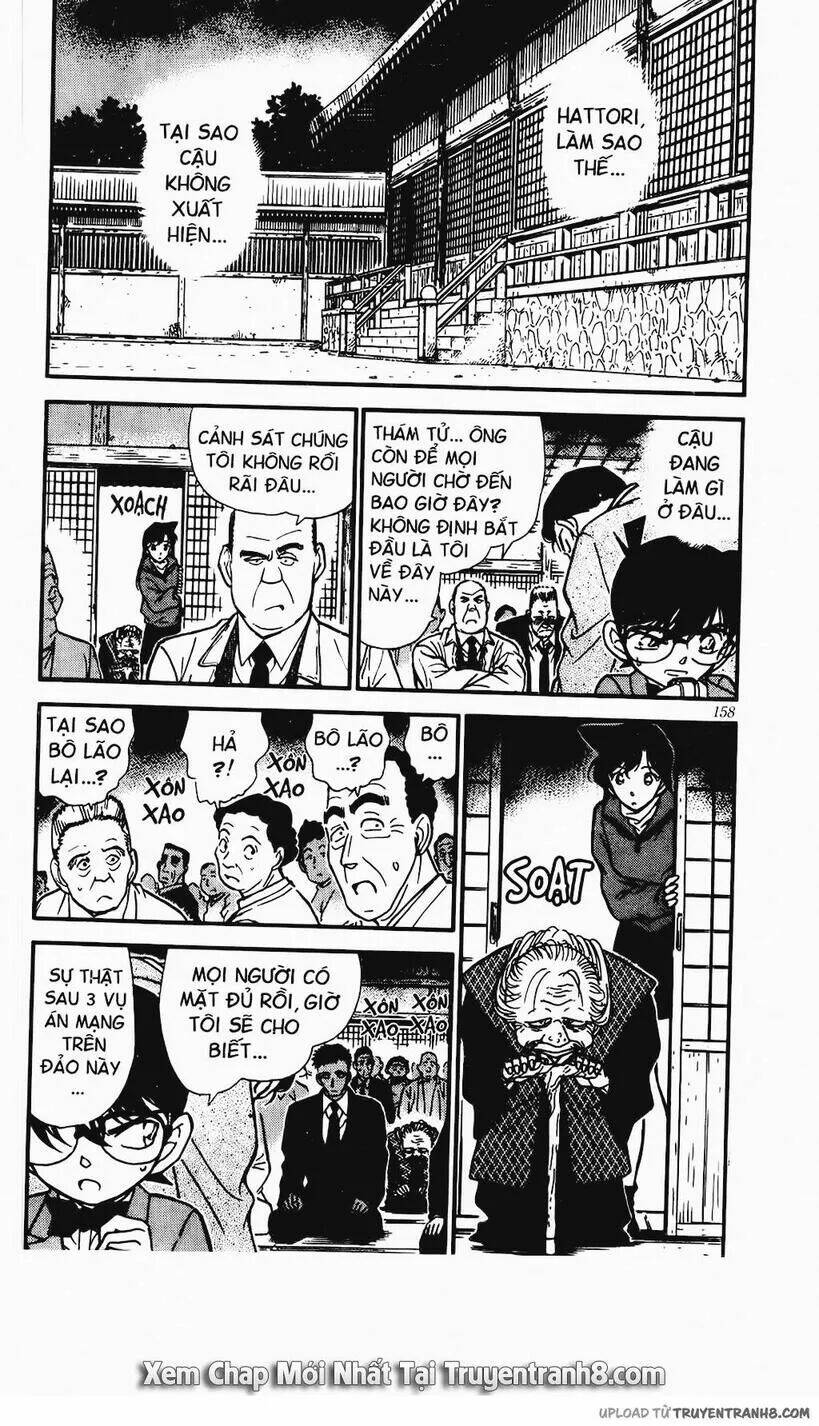 HATTORI,
LÀM SAO
THẾ...
TẠI SAO
CẬU
KHÔNG
XUẤT
HIỆN...
CẬU
ĐANG
LÀM GÌ
Ở ĐÂU...
THÁM TỬ... ÔNG
CÒN ĐỂ MỌI
NGƯỜI CHỜ ĐẾN
BAO GIỜ ĐÂY?
KHÔNG ĐỊNH BẮT
ĐẦU LÀ TÔI
VỀ ĐÂY
NÀY...
CẢNH SÁT CHÚNG
TÔI KHÔNG RỖI
RÃI ĐÂU...
XOẠCH
158
SOẠT
BÔ
...
BÔ LÃO
...?
HẢ
?!
TẠI SAO
BÔ LÃO
LẠI...?
XÔN
XAO
XÔN
XAO
XÔN
XAO
XÔN
XAO
MỌI NGƯỜI CÓ
MẶT ĐỦ RỒI, GIỜ
TÔI SẼ CHO
BIẾT...
SỰ THẬT
SAU 3 VỤ
ÁN MẠNG
TRÊN
ĐẢO NÀY
...
Xem Chap Mới Nhất Tại Truyentranh8.com
UPLOAD TỪ TRUYENTRANH8.COM